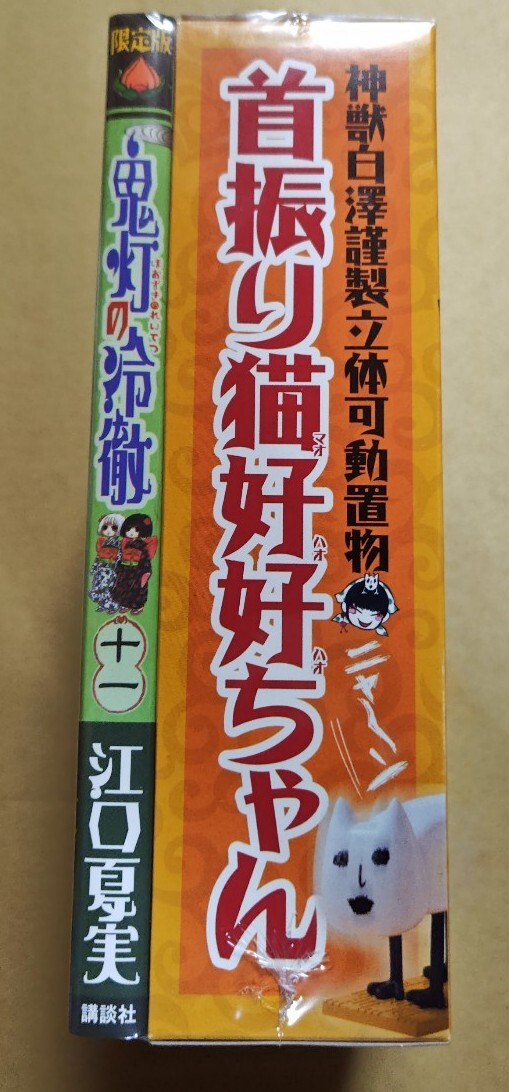 限定版
鬼灯の冷徹
ほおずきのれいてつ
十一
江口夏実
講談社
神獣白澤謹製立体可動置物
首振り猫好好ちゃん
マオ ハオ ハオ
ニャーン